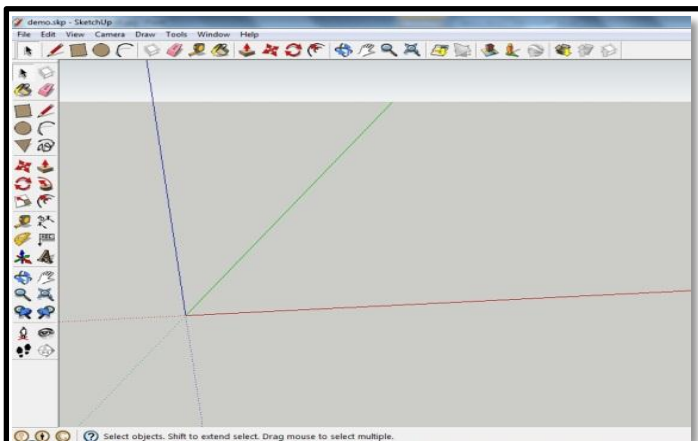 demo.skp - SketchUp
File Edit View Camera Draw Tools Window Help
Select objects. Shift to extend select. Drag mouse to select multiple.